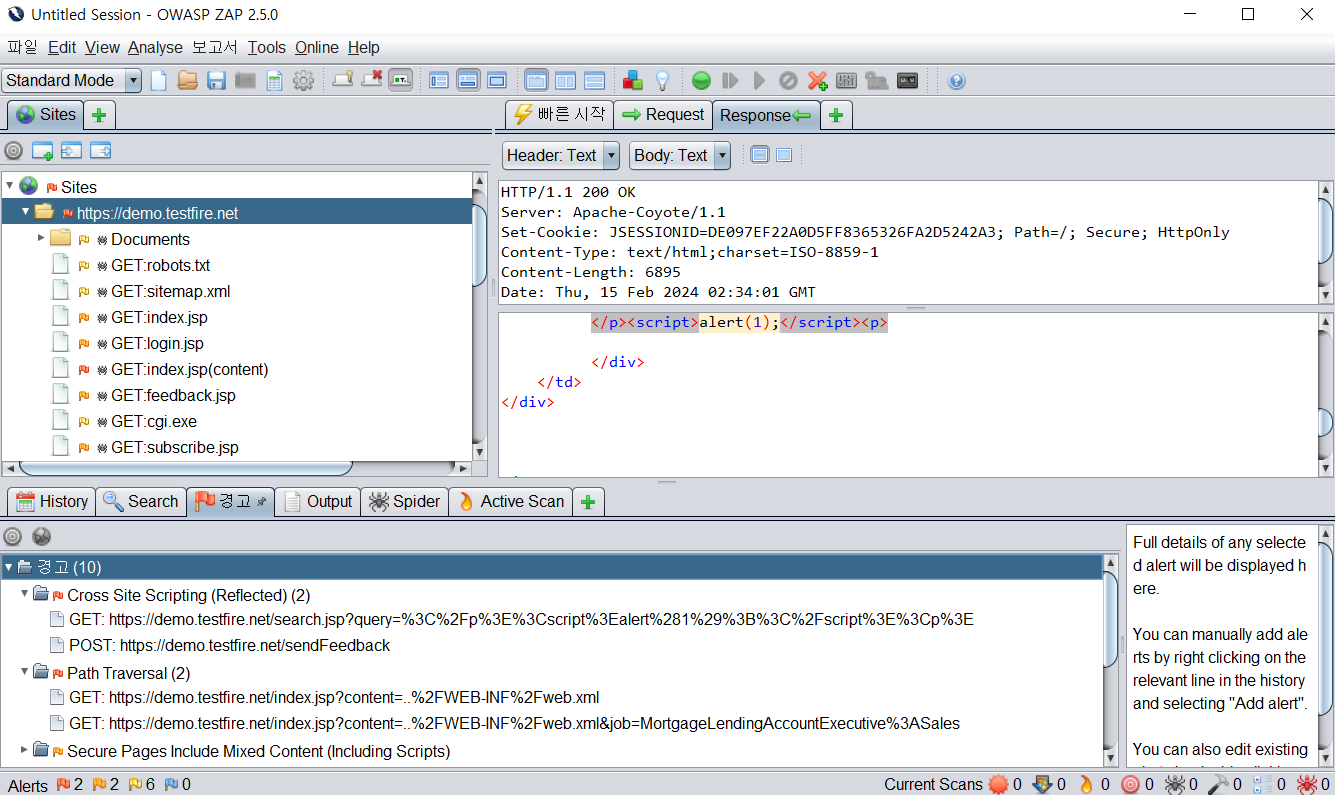 Untitled Session - OWASP ZAP 2.5.0
파일 Edit View Analyse 보고서 Tools Online Help
Standard Mode
Sites
빠른 시작 Request Response
Header: Text Body: Text
Sites
https://demo.testfire.net
Documents
GET:robots.txt
GET:sitemap.xml
GET:index.jsp
GET:login.jsp
GET:index.jsp(content)
GET:feedback.jsp
GET:cgi.exe
GET:subscribe.jsp
HTTP/1.1 200 OK
Server: Apache-Coyote/1.1
Set-Cookie: JSESSIONID=DE097EF22A0D5FF8365326FA2D5242A3; Path=/; Secure; HttpOnly
Content-Type: text/html;charset=ISO-8859-1
Content-Length: 6895
Date: Thu, 15 Feb 2024 02:34:01 GMT
</p><script>alert(1);</script><p>
</div>
</td>
</div>
History Search 경고 Output Spider Active Scan
경고 (10)
Cross Site Scripting (Reflected) (2)
GET: https://demo.testfire.net/search.jsp?query=%3C%2Fp%3E%3Cscript%3Ealert%281%29%3B%3C%2Fscript%3E%3Cp%3E
POST: https://demo.testfire.net/sendFeedback
Path Traversal (2)
GET: https://demo.testfire.net/index.jsp?content=..%2FWEB-INF%2Fweb.xml
GET: https://demo.testfire.net/index.jsp?content=..%2FWEB-INF%2Fweb.xml&job=MortgageLendingAccountExecutive%3ASales
Secure Pages Include Mixed Content (Including Scripts)
Full details of any selecte
d alert will be displayed h
ere.
You can manually add ale
rts by right clicking on the
relevant line in the history
and selecting "Add alert".
You can also edit existing
Alerts 2 2 6 0 Current Scans 0 0 0 0 0 0 0 0